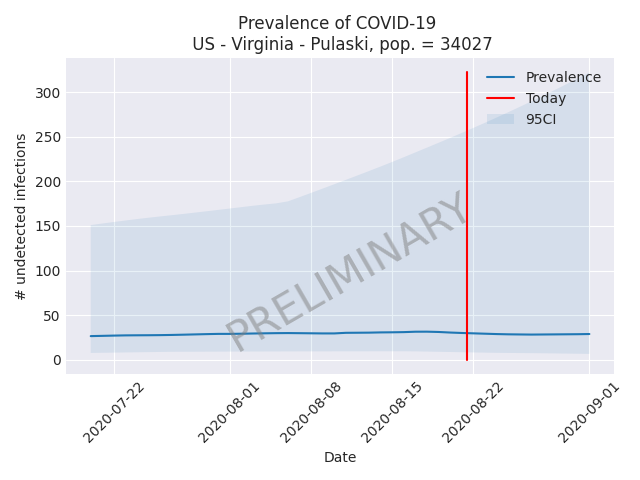 Prevalence of COVID-19
US - Virginia - Pulaski, pop. = 34027
Prevalence
Today
95CI
300
250
200
150
100
50
0
# undetected infections
PRELIMINARY
2020-07-22
2020-08-01
2020-08-08
2020-08-15
2020-08-22
2020-09-01
Date